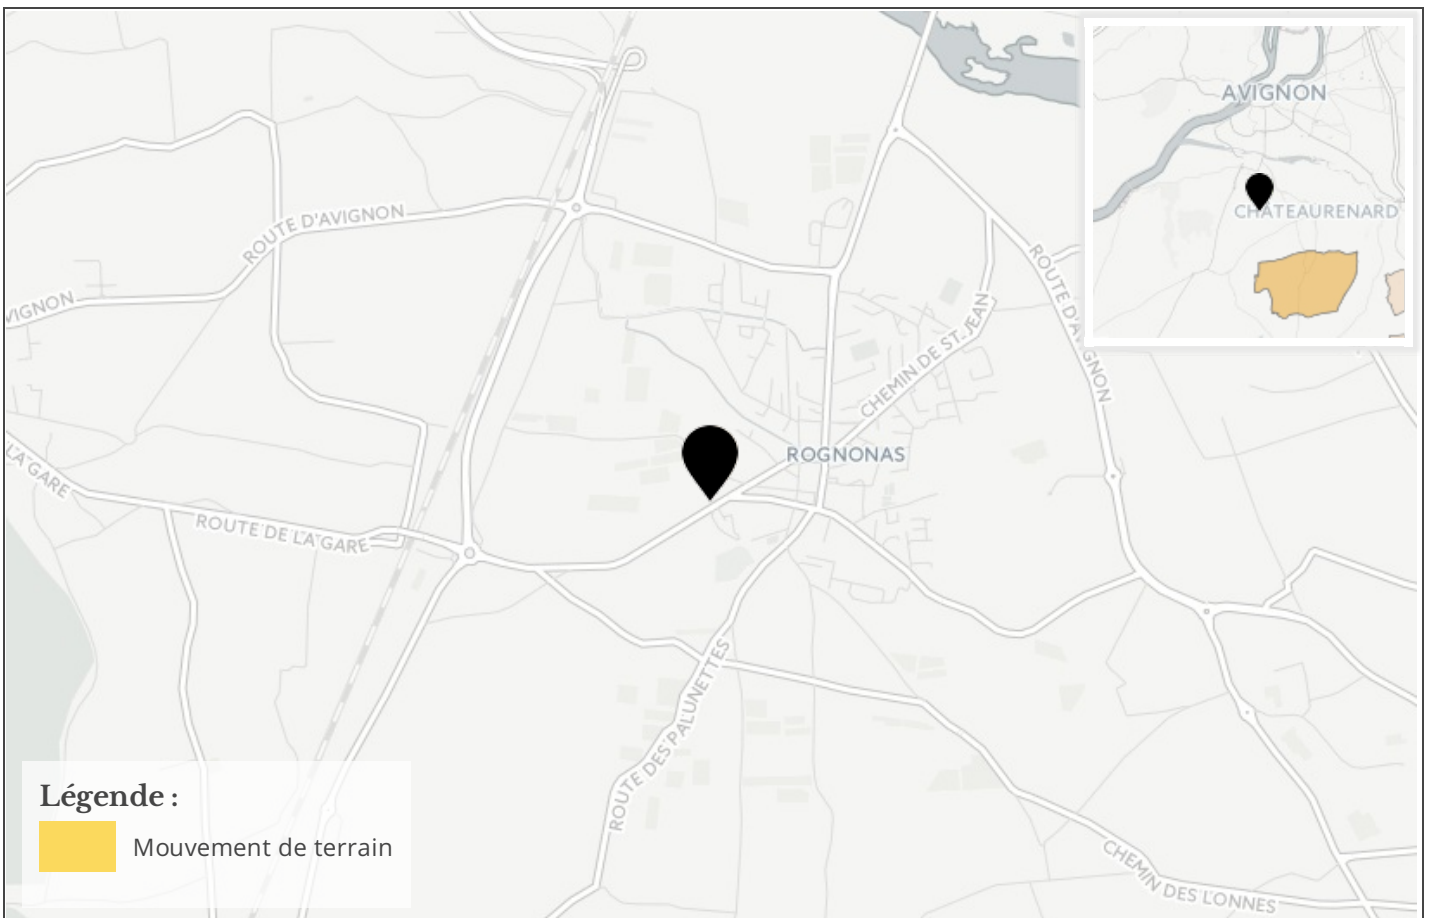 AVIGNON
CHÂTEAURENARD
ROUTE D'AVIGNON
ROUTE D'AVIGNON
VIGNON
CHEMIN DE ST. JEAN
ROGNONAS
LA GARE
ROUTE DE LA GARE
ROUTE DES PALUNETTES
CHEMIN DES LONNES
Légende :
Mouvement de terrain